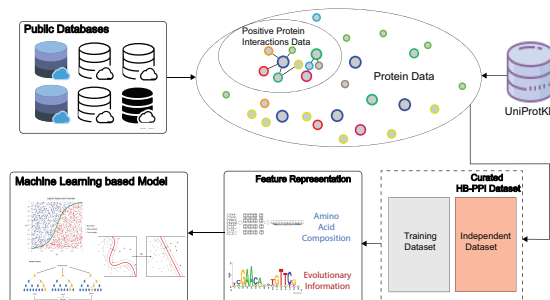 Public Databases
Positive Protein
Interactions Data
Protein Data
UniProtK
Machine Learning based Model
Feature Representation
Amino
Acid
Composition
Evolutionary
Information
Curated
HB-PPI Dataset
Training
Dataset
Independent
Dataset